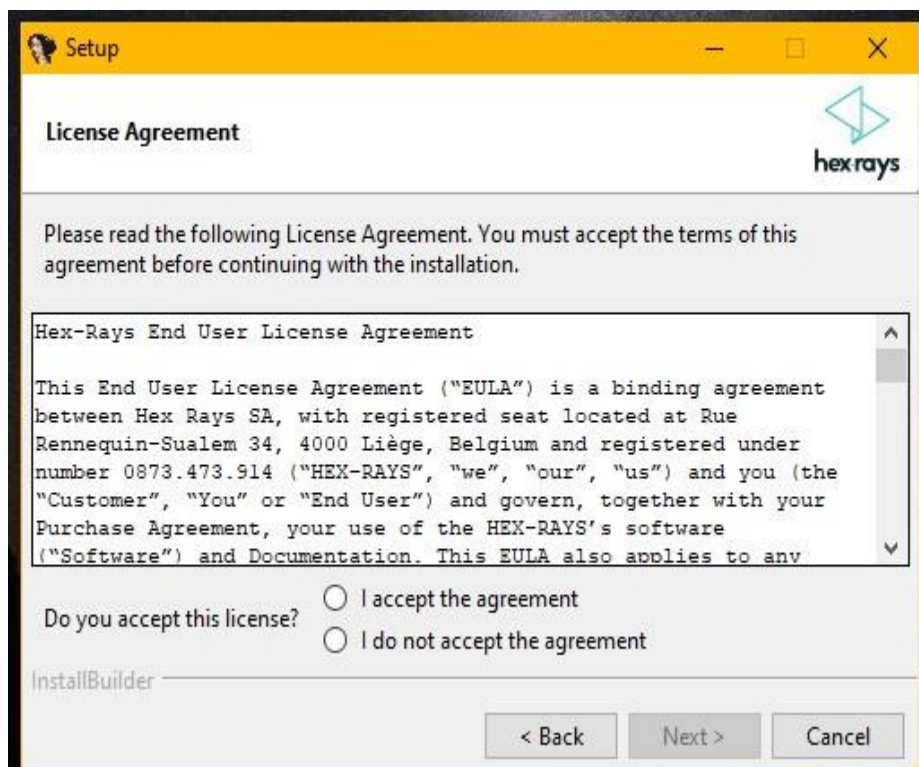 Setup
License Agreement
hex-rays
Please read the following License Agreement. You must accept the terms of this
agreement before continuing with the installation.
Hex-Rays End User License Agreement
This End User License Agreement (“EULA”) is a binding agreement
between Hex Rays SA, with registered seat located at Rue
Rennequin-Sualem 34, 4000 Liège, Belgium and registered under
number 0873.473.914 (“HEX-RAYS”, “we”, “our”, “us”) and you (the
“Customer”, “You” or “End User”) and govern, together with your
Purchase Agreement, your use of the HEX-RAYS’s software
(“Software”) and Documentation. This EULA also applies to any
Do you accept this license?
I accept the agreement
I do not accept the agreement
InstallBuilder
< Back
Next >
Cancel